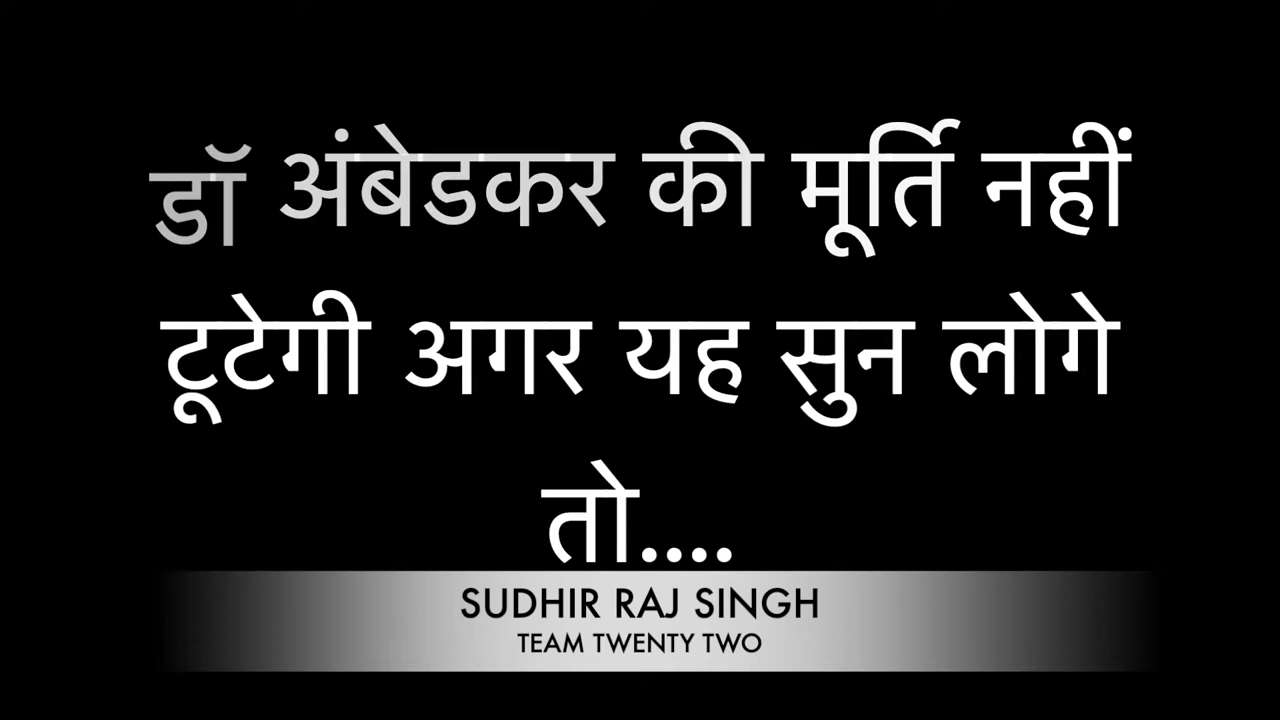 डॉ अंबेडकर की मूर्ति नहीं
टूटेगी अगर यह सुन लोगे
तो....
SUDHIR RAJ SINGH
TEAM TWENTY TWO